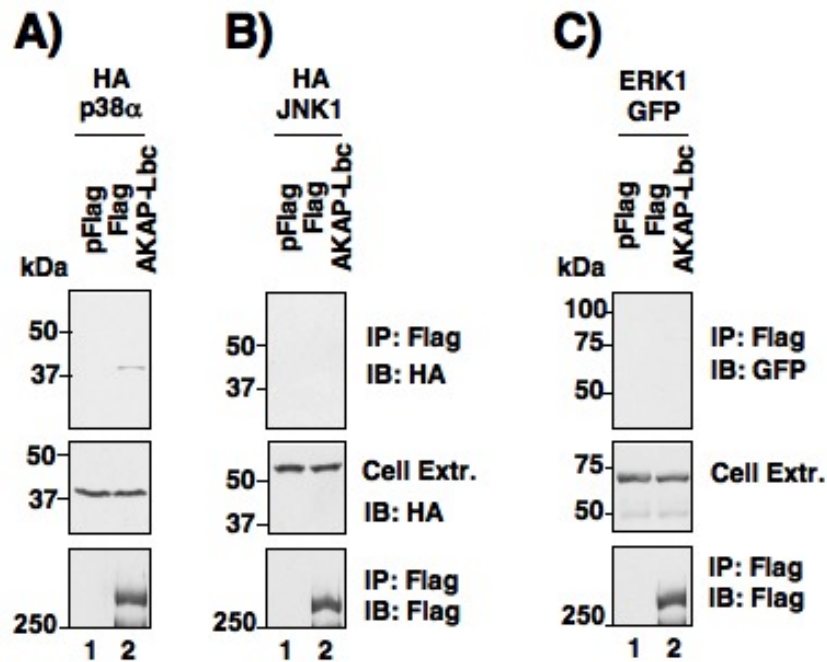 A)
HA
p38α
pFlag
Flag
AKAP-Lbc
kDa
50
37
50
37
250
1 2
B)
HA
JNK1
pFlag
Flag
AKAP-Lbc
50
37
IP: Flag
IB: HA
50
37
Cell Extr.
IB: HA
250
IP: Flag
IB: Flag
1 2
C)
ERK1
GFP
pFlag
Flag
AKAP-Lbc
kDa
100
75
50
IP: Flag
IB: GFP
75
50
Cell Extr.
250
IP: Flag
IB: Flag
1 2